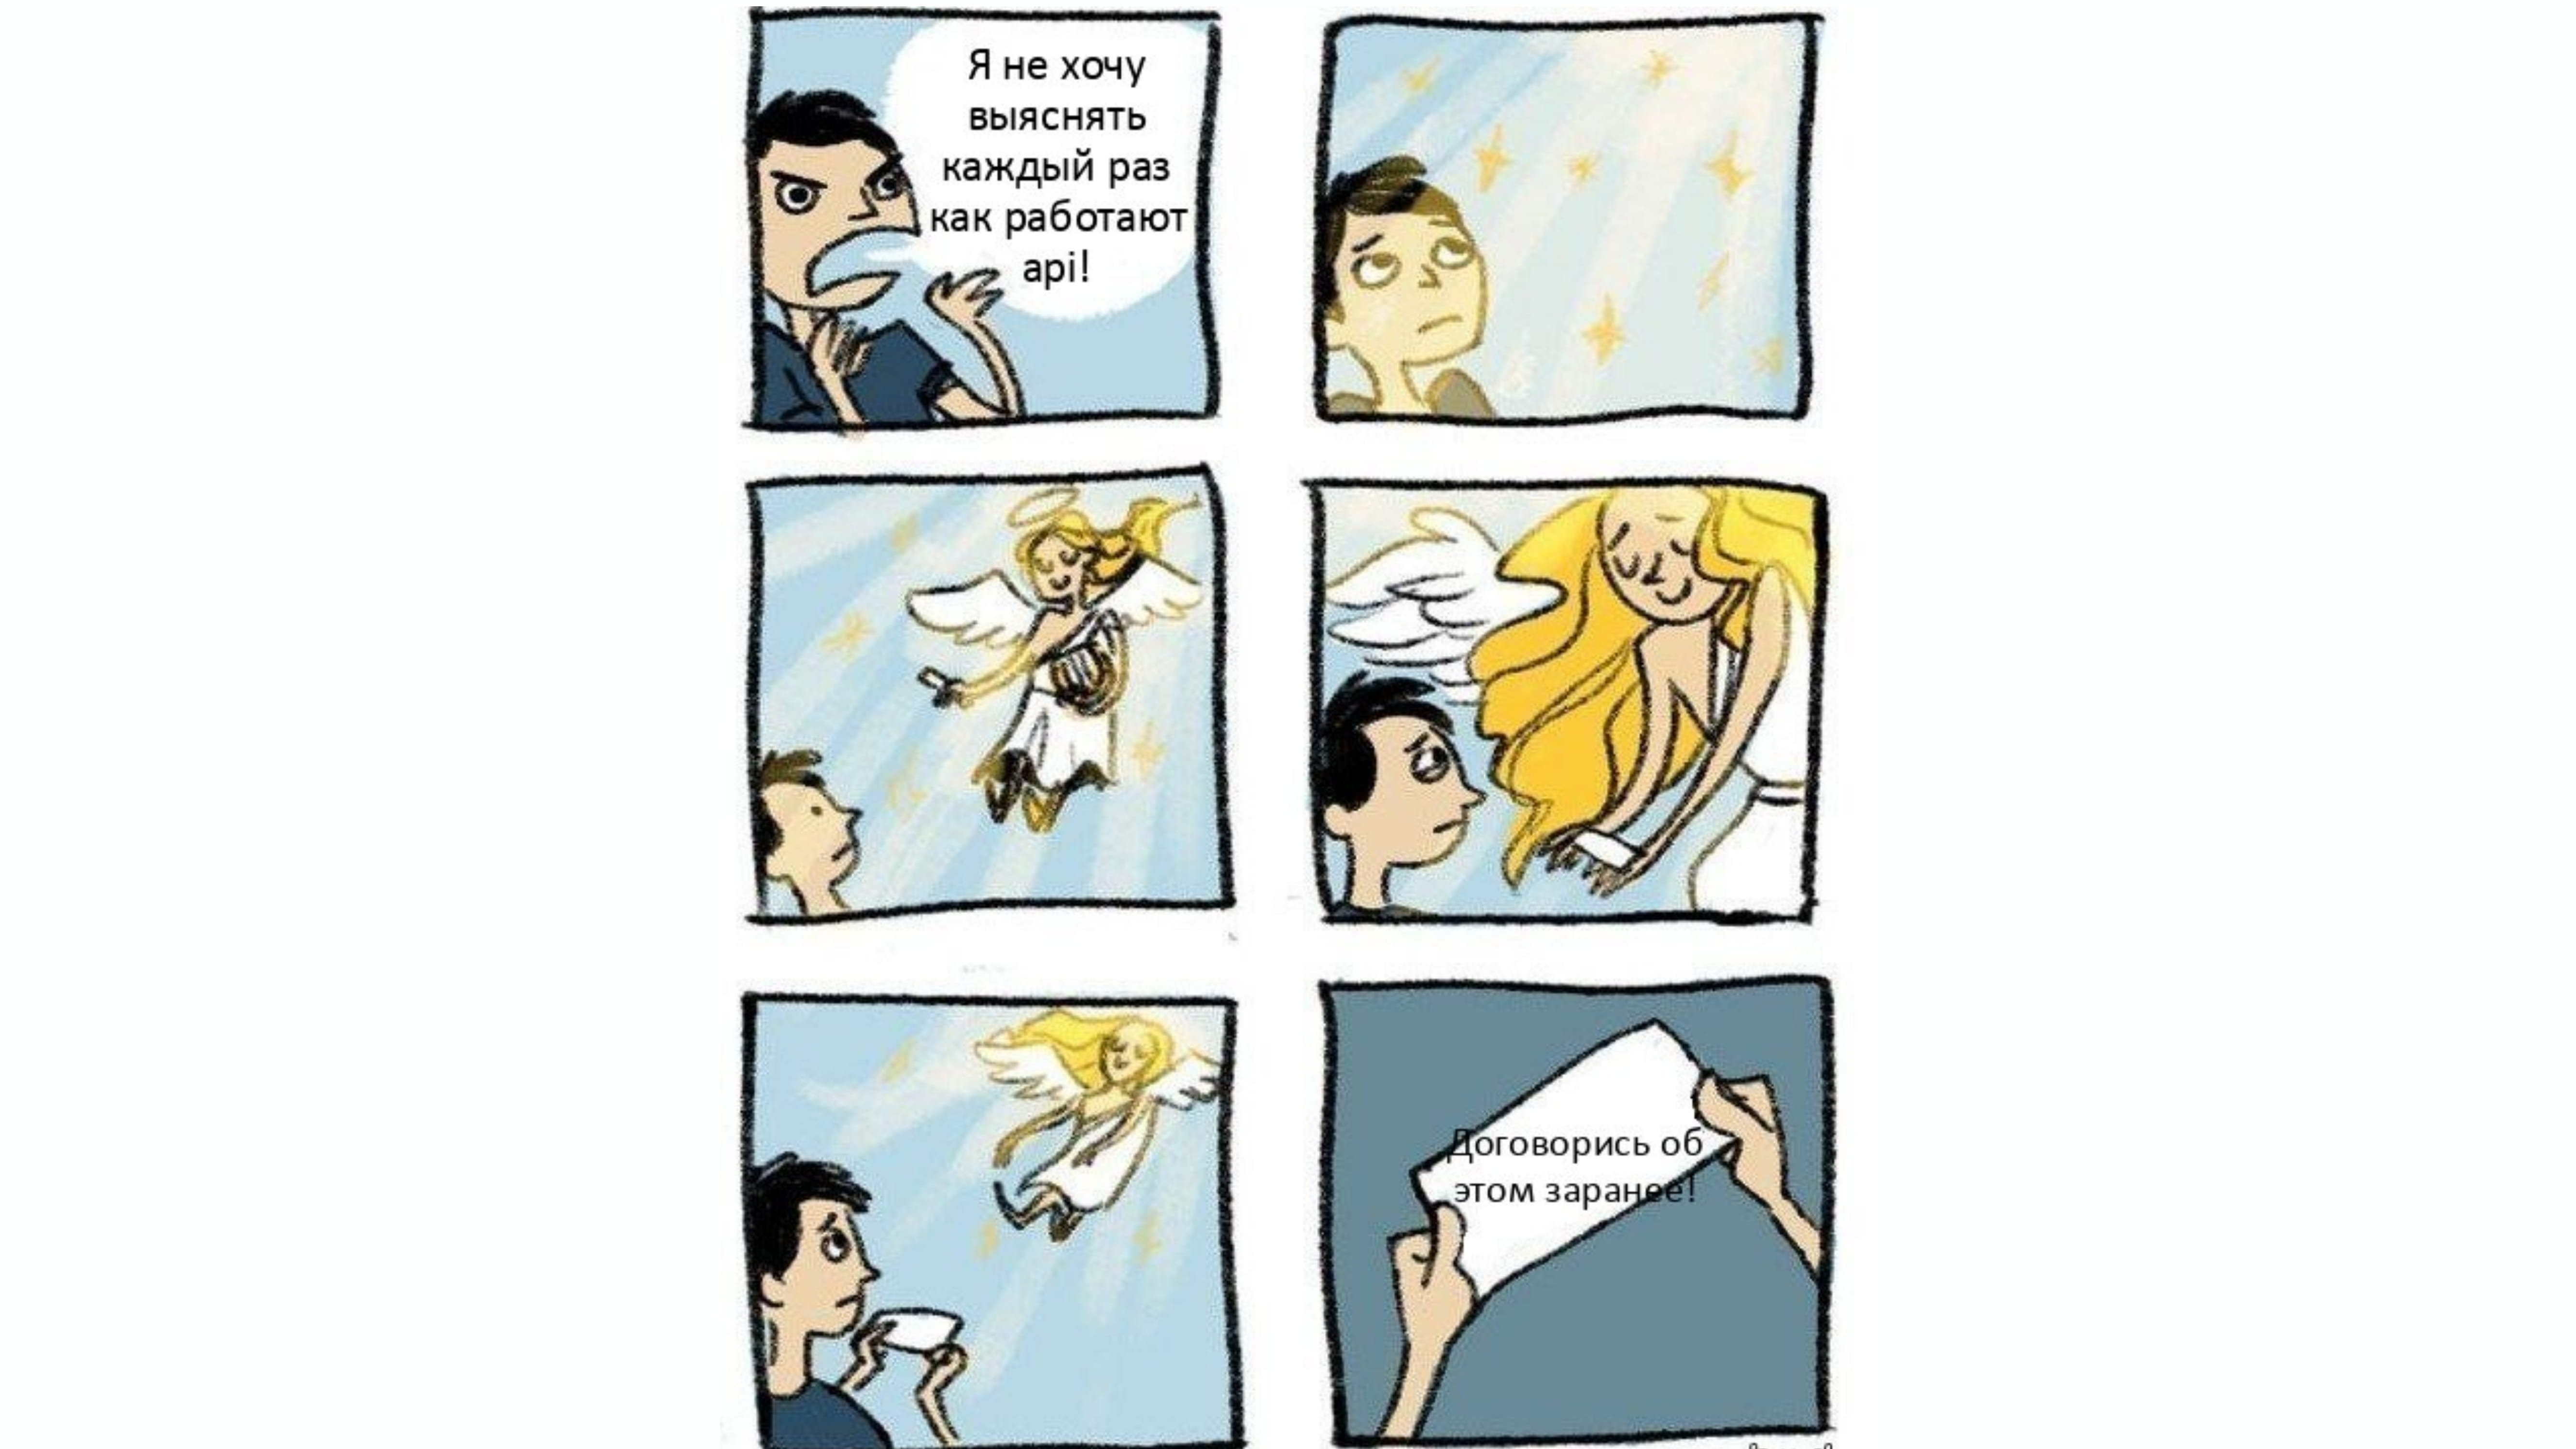 Я не хочу
выяснять
каждый раз
как работают
api!
Договорись об
этом заранее!